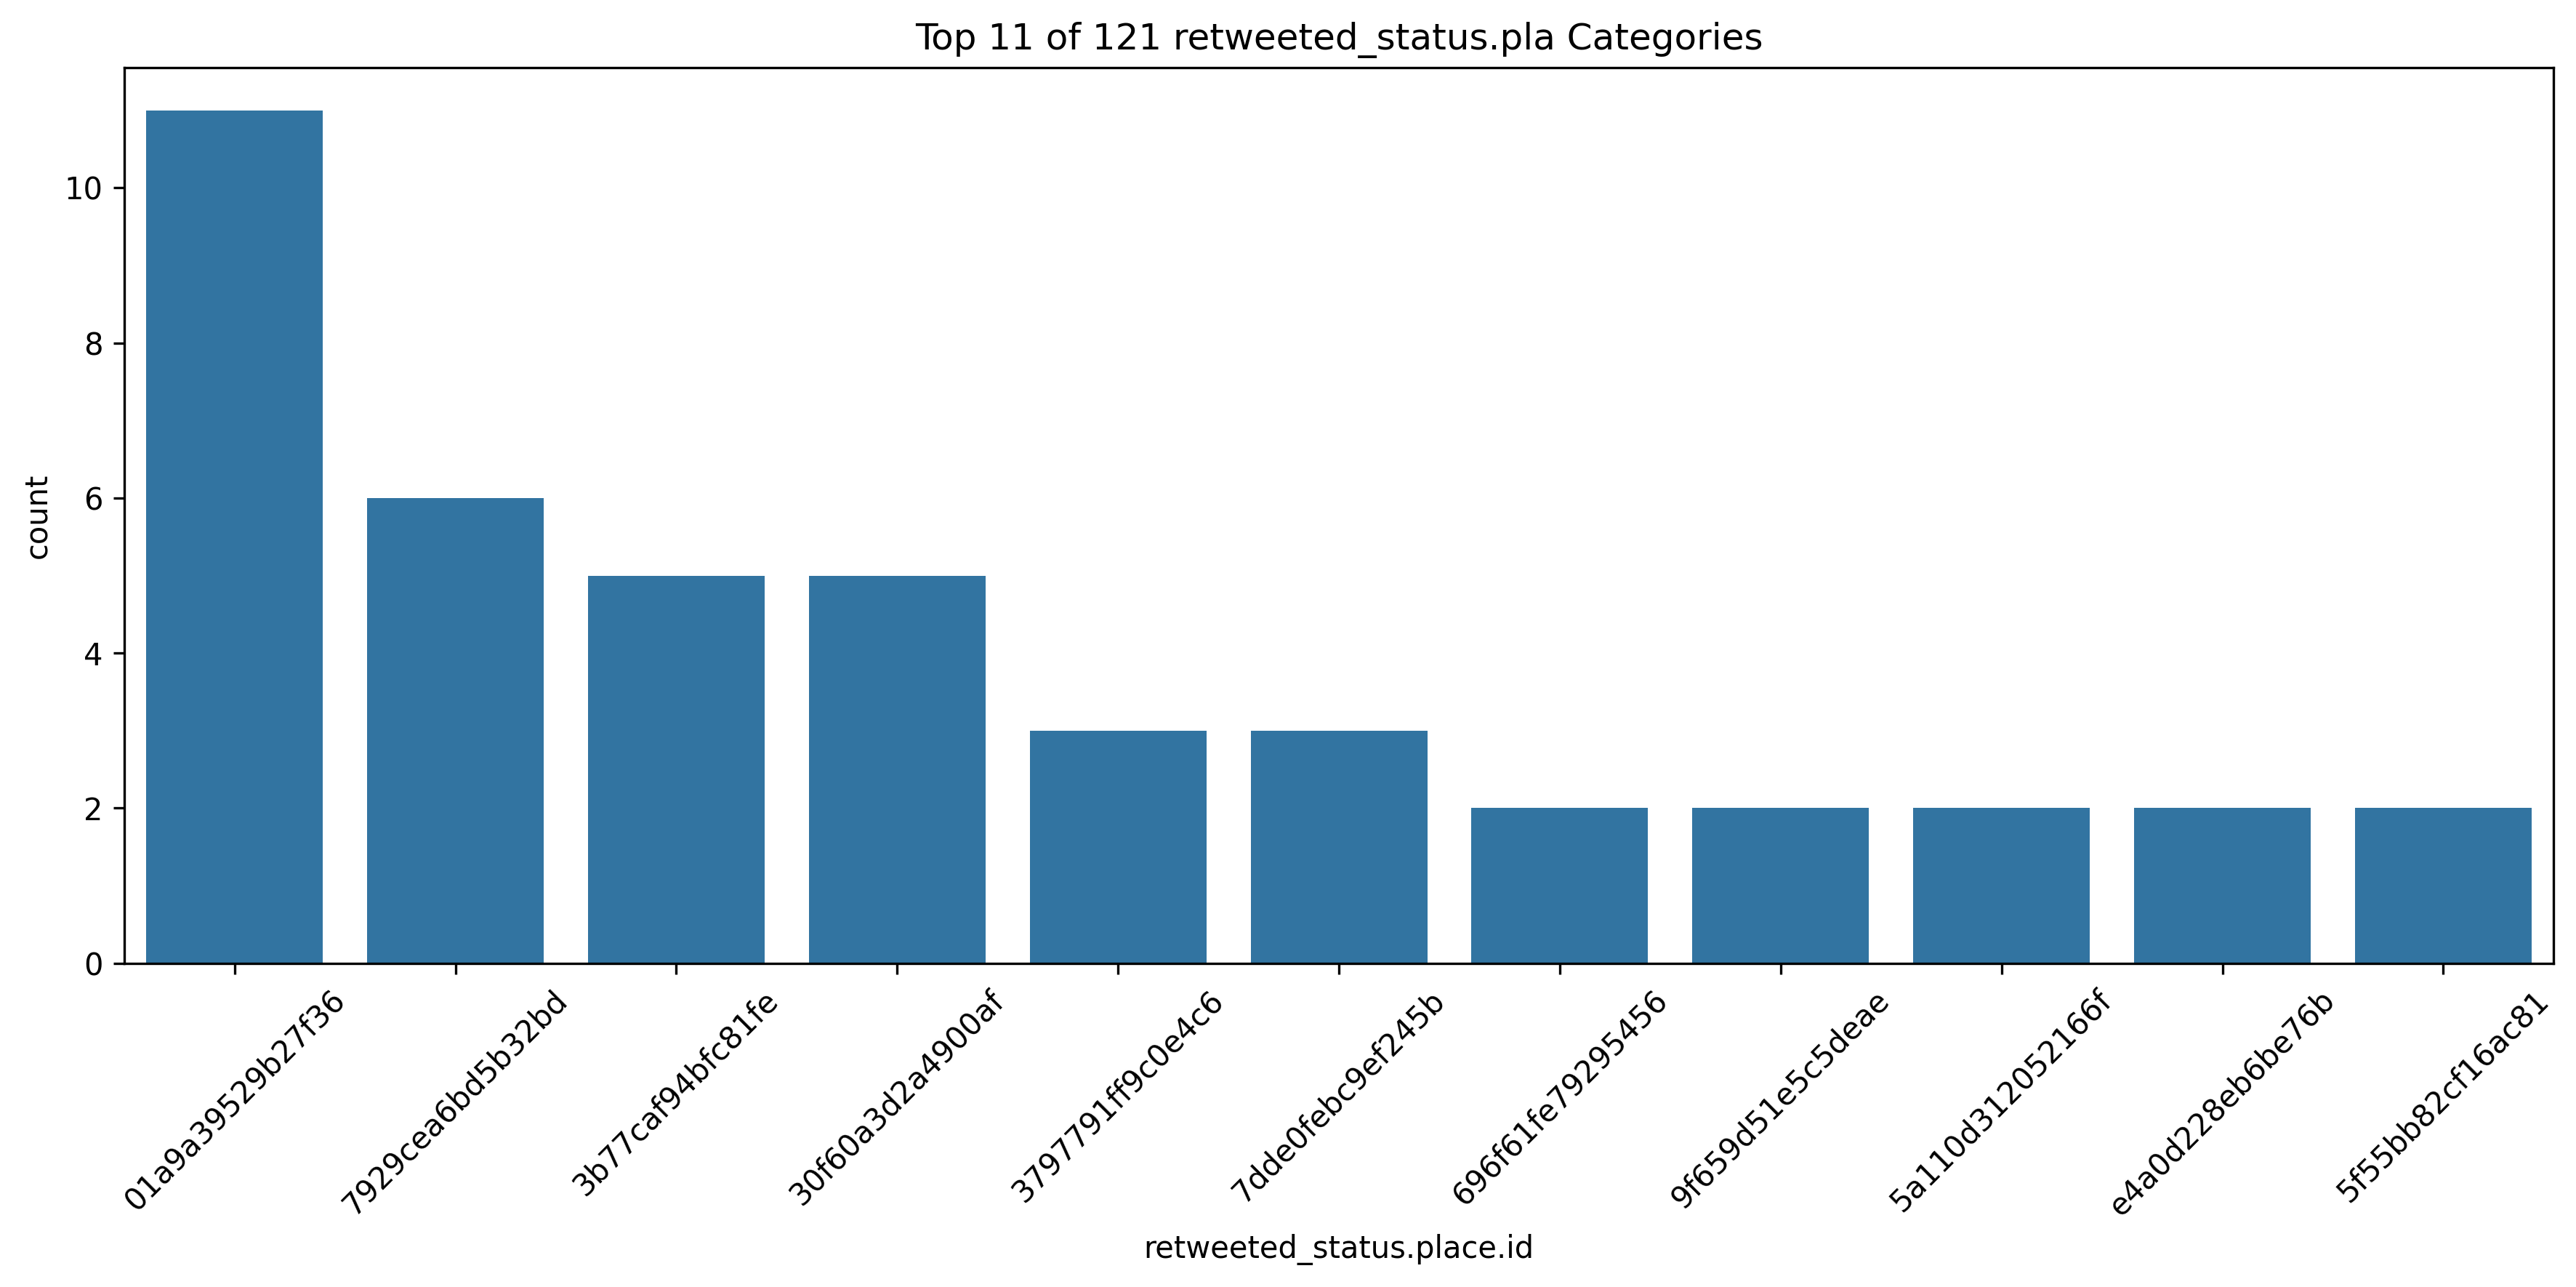 Top 11 of 121 retweeted_status.pla Categories
count
10
8
6
4
2
0
01a9a39529b27f36
7929cea6bd5b32bd
3b77caf94bfc81fe
30f60a3d2a4900af
3797791ff9c0e4c6
7dde0febc9ef245b
696f61fe79295456
9f659d51e5c5deae
5a110d312052166f
e4a0d228eb6be76b
5f55bb82cf16ac81
retweeted_status.place.id